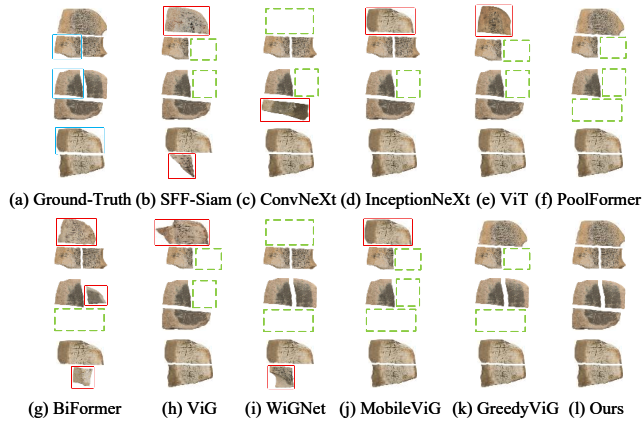 (a) Ground-Truth (b) SFF-Siam (c) ConvNeXt (d) InceptionNeXt (e) ViT (f) PoolFormer
(g) BiFormer (h) ViG (i) WiGNet (j) MobileViG (k) GreedyViG (l) Ours